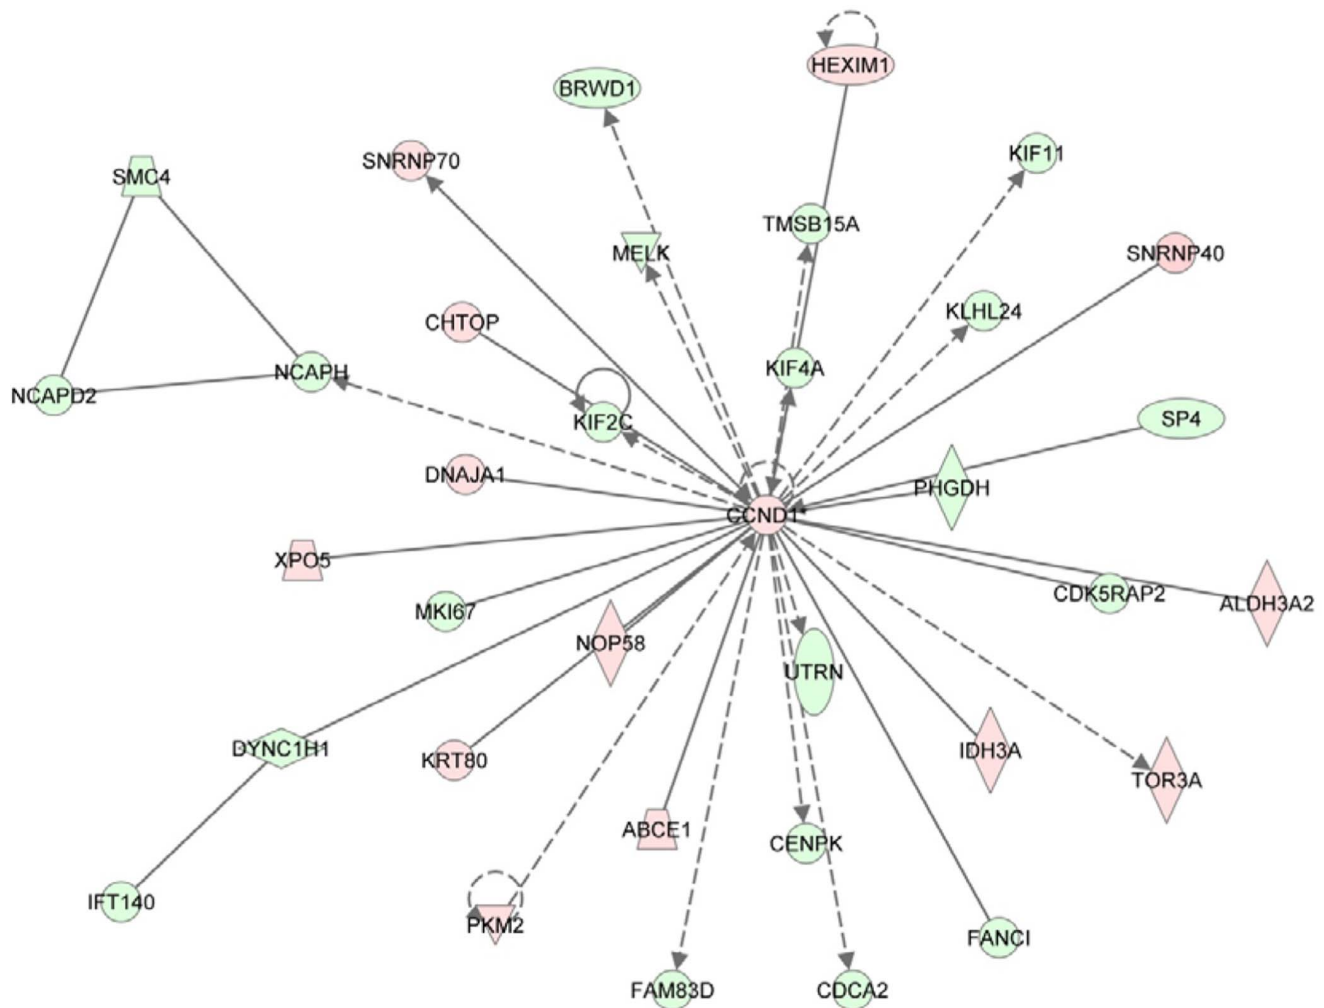 HEXIM1
BRWD1
KIF11
SNRNP70
SMC4
TMSB15A
MELK
SNRNP40
KLHL24
CHTOP
KIF4A
NCAPH
NCAPD2
KIF2C
SP4
DNAJA1
PHGDH
CCND1*
XPO5
CDK5RAP2
ALDH3A2
MKI67
NOP58
UTRN
DYNC1H1
IDH3A
KRT80
TOR3A
ABCE1
CENPK
IFT140
PKM2
FANCI
FAM83D
CDCA2